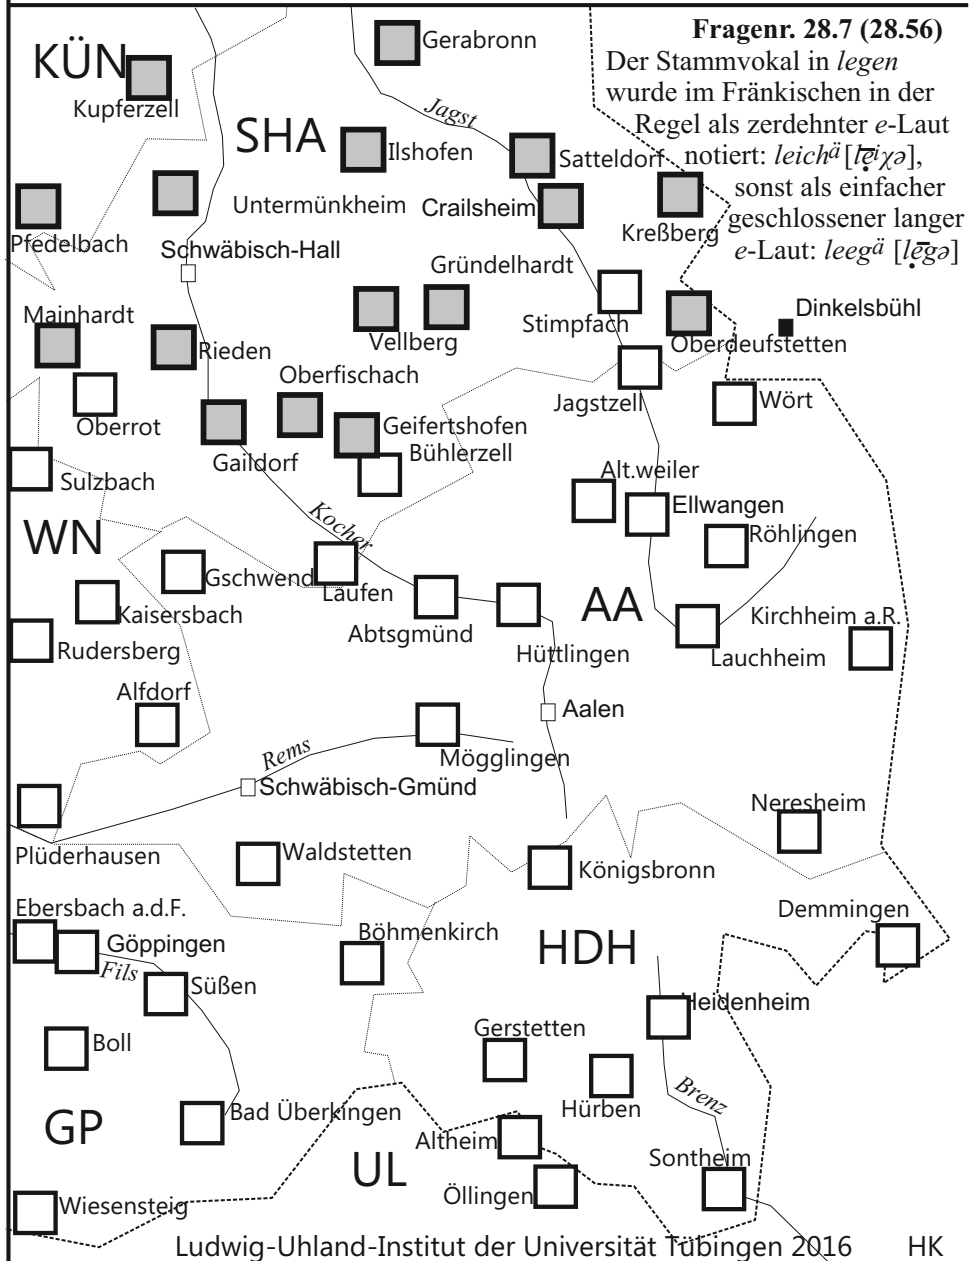 Fragenr. 28.7 (28.56)
Der Stammvokal in legen
wurde im Fränkischen in der
Regel als zerdehnter e-Laut
notiert: leichä [lẹ̄iχə],
sonst als einfacher
geschlossener langer
e-Laut: leegä [lẹ̄gə]
Gerabronn
KÜN
Kupferzell
Jagst
SHA
Ilshofen
Satteldorf
Untermünkheim
Crailsheim
Kreßberg
Pfedelbach
Schwäbisch-Hall
Gründelhardt
Mainhardt
Stimpfach
Dinkelsbühl
Rieden
Vellberg
Oberdeufstetten
Oberfischach
Jagstzell
Wört
Oberrot
Geifertshofen
Gaildorf
Bühlerzell
Sulzbach
Alt.weiler
Ellwangen
Kocher
WN
Röhlingen
Gschwend
Laufen
Kaisersbach
AA
Abtsgmünd
Kirchheim a.R.
Rudersberg
Hüttlingen
Lauchheim
Alfdorf
Aalen
Rems
Mögglingen
Schwäbisch-Gmünd
Neresheim
Plüderhausen
Waldstetten
Königsbronn
Ebersbach a.d.F.
Demmingen
Göppingen
Böhmenkirch
HDH
Fils
Süßen
Heidenheim
Boll
Gerstetten
Brenz
Hürben
GP
Bad Überkingen
Altheim
UL
Sontheim
Öllingen
Wiesensteig
Ludwig-Uhland-Institut der Universität Tübingen 2016 HK